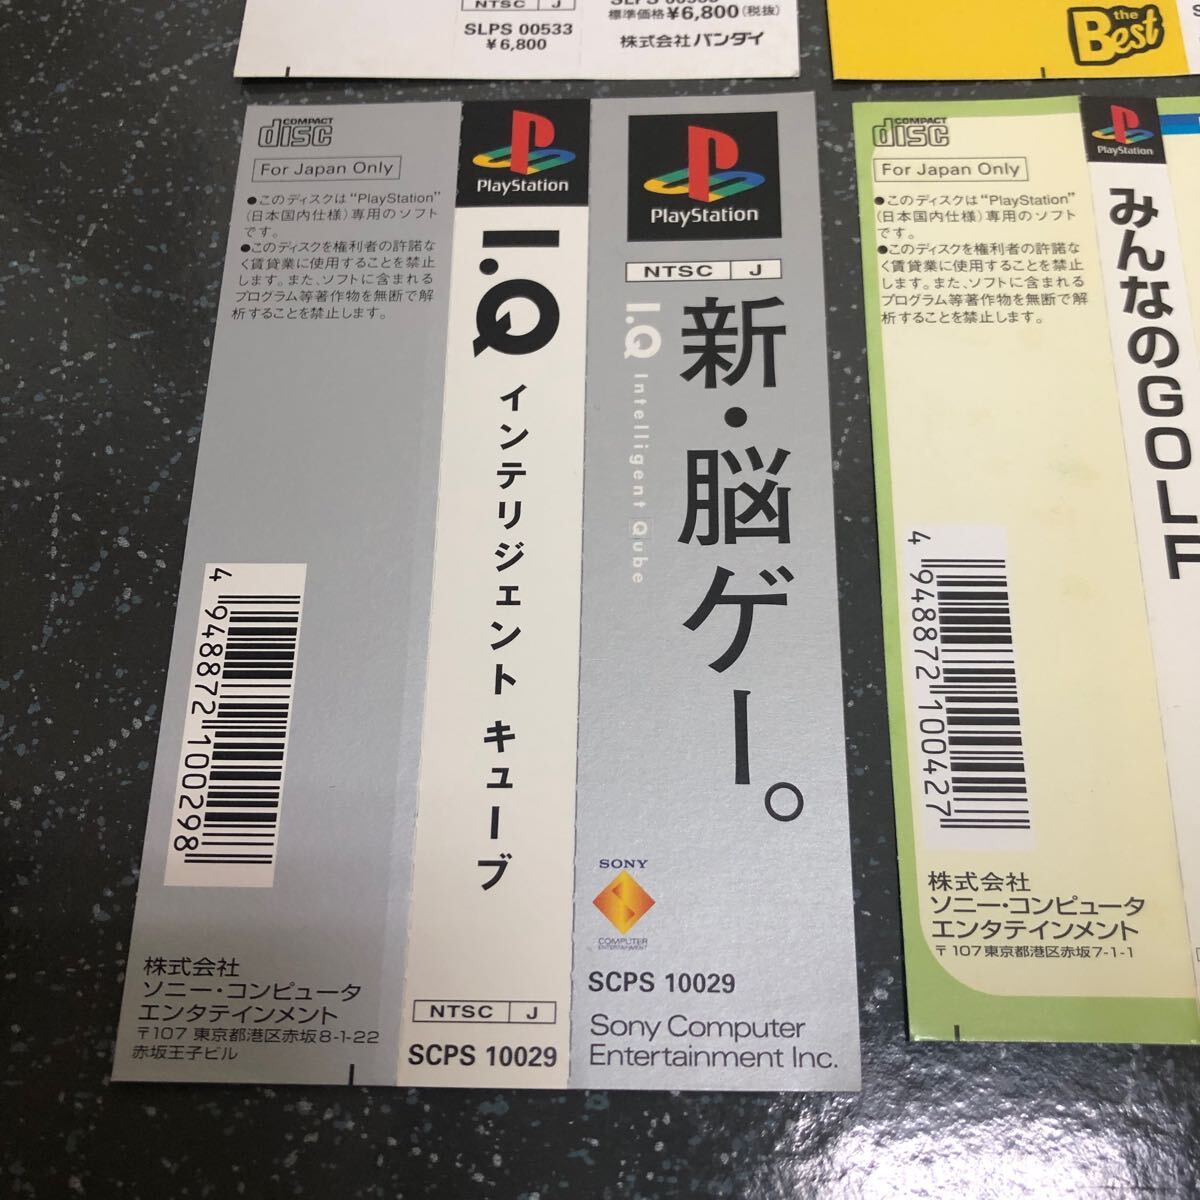 NTSC J
SLPS 00533
¥6,800
標準価格¥6,800(税抜)
株式会社バンダイ
the Best
COMPACT
disc
For Japan Only
●このディスクは“PlayStation”
(日本国内仕様)専用のソフト
です。
●このディスクを権利者の許諾な
く賃貸業に使用することを禁止
します。また、ソフトに含まれる
プログラム等著作物を無断で解
析することを禁止します。
4 948872 100298
株式会社
ソニー・コンピュータ
エンタテインメント
〒107 東京都港区赤坂8-1-22
赤坂王子ビル
PlayStation
I.Q
インテリジェント キューブ
NTSC J
SCPS 10029
PlayStation
NTSC J
新・脳ゲー。
I.Q Intelligent Qube
SONY
COMPUTER
ENTERTAINMENT
SCPS 10029
Sony Computer
Entertainment Inc.
COMPACT
disc
For Japan Only
●このディスクは“PlayStation”
(日本国内仕様)専用のソフト
です。
●このディスクを権利者の許諾な
く賃貸業に使用することを禁止
します。また、ソフトに含まれる
プログラム等著作物を無断で解
析することを禁止します。
4 948872 100427
株式会社
ソニー・コンピュータ
エンタテインメント
〒107 東京都港区赤坂7-1-1
PlayStation
みんなのGOLF